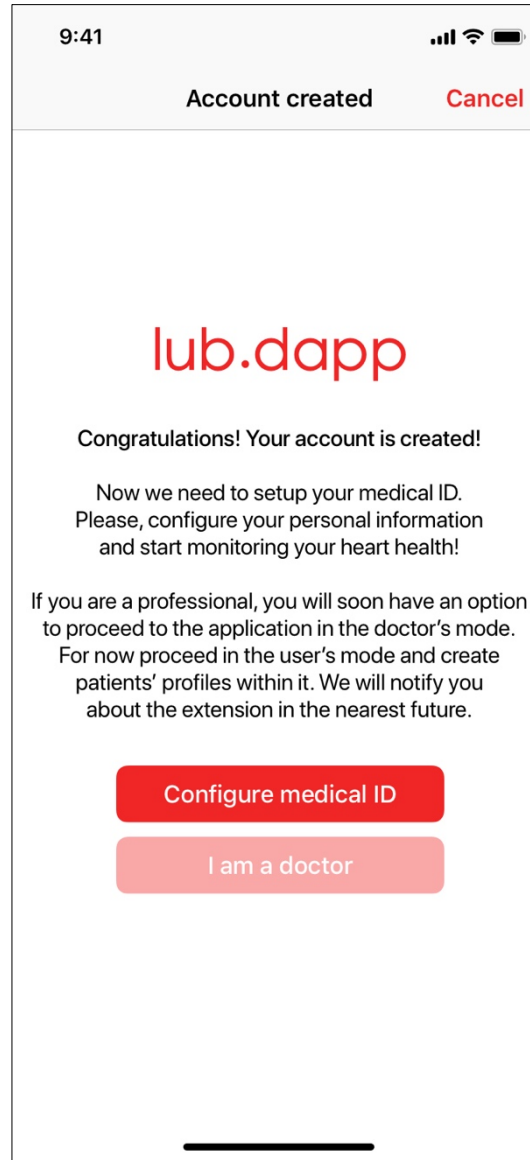 9:41
Account created Cancel
lub.dapp
Congratulations! Your account is created!
Now we need to setup your medical ID.
Please, configure your personal information
and start monitoring your heart health!
If you are a professional, you will soon have an option
to proceed to the application in the doctor’s mode.
For now proceed in the user’s mode and create
patients’ profiles within it. We will notify you
about the extension in the nearest future.
Configure medical ID
I am a doctor